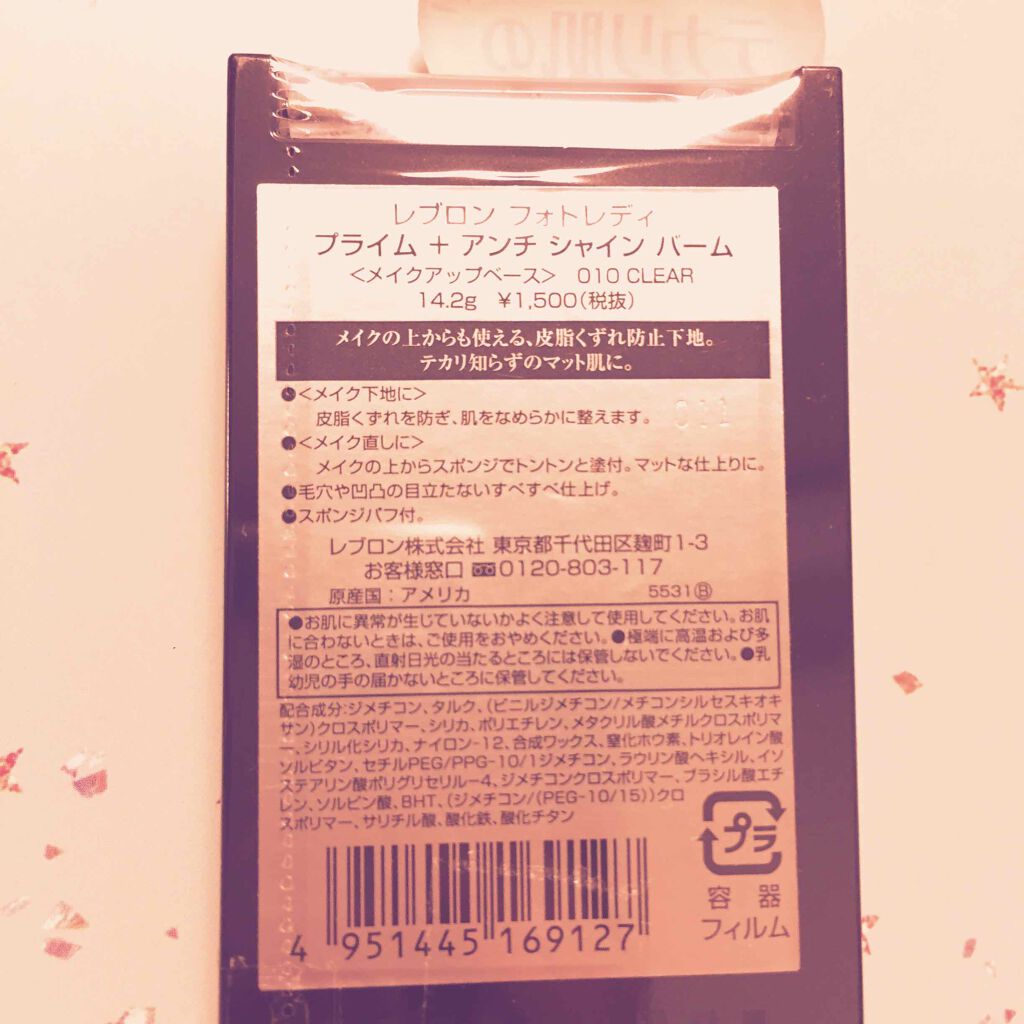 テカリ肌の
レブロン フォトレディ
プライム + アンチ シャイン バーム
<メイクアップベース> 010 CLEAR
14.2g ¥1,500(税抜)
メイクの上からも使える、皮脂くずれ防止下地。
テカリ知らずのマット肌に。
●<メイク下地に>
皮脂くずれを防ぎ、肌をなめらかに整えます。
011
●<メイク直しに>
メイクの上からスポンジでトントンと塗付。マットな仕上りに。
●毛穴や凹凸の目立たないすべすべ仕上げ。
●スポンジパフ付。
レブロン株式会社 東京都千代田区麹町1-3
お客様窓口 0120-803-117
原産国：アメリカ 5531Ⓑ
●お肌に異常が生じていないかよく注意して使用してください。お肌
に合わないときは、ご使用をおやめください。●極端に高温および多
湿のところ、直射日光の当たるところには保管しないでください。●乳
幼児の手の届かないところに保管してください。
配合成分:ジメチコン、タルク、(ビニルジメチコン/メチコンシルセスキオキ
サン)クロスポリマー、シリカ、ポリエチレン、メタクリル酸メチルクロスポリマ
ー、シリル化シリカ、ナイロン-12、合成ワックス、窒化ホウ素、トリオレイン酸
ソルビタン、セチルPEG/PPG-10/1ジメチコン、ラウリン酸ヘキシル、イソ
ステアリン酸ポリグリセリル-4、ジメチコンクロスポリマー、ブラシル酸エチ
レン、ソルビン酸、BHT、(ジメチコン/(PEG-10/15))クロ
スポリマー、サリチル酸、酸化鉄、酸化チタン
プラ
容器
フィルム
4 951445 169127